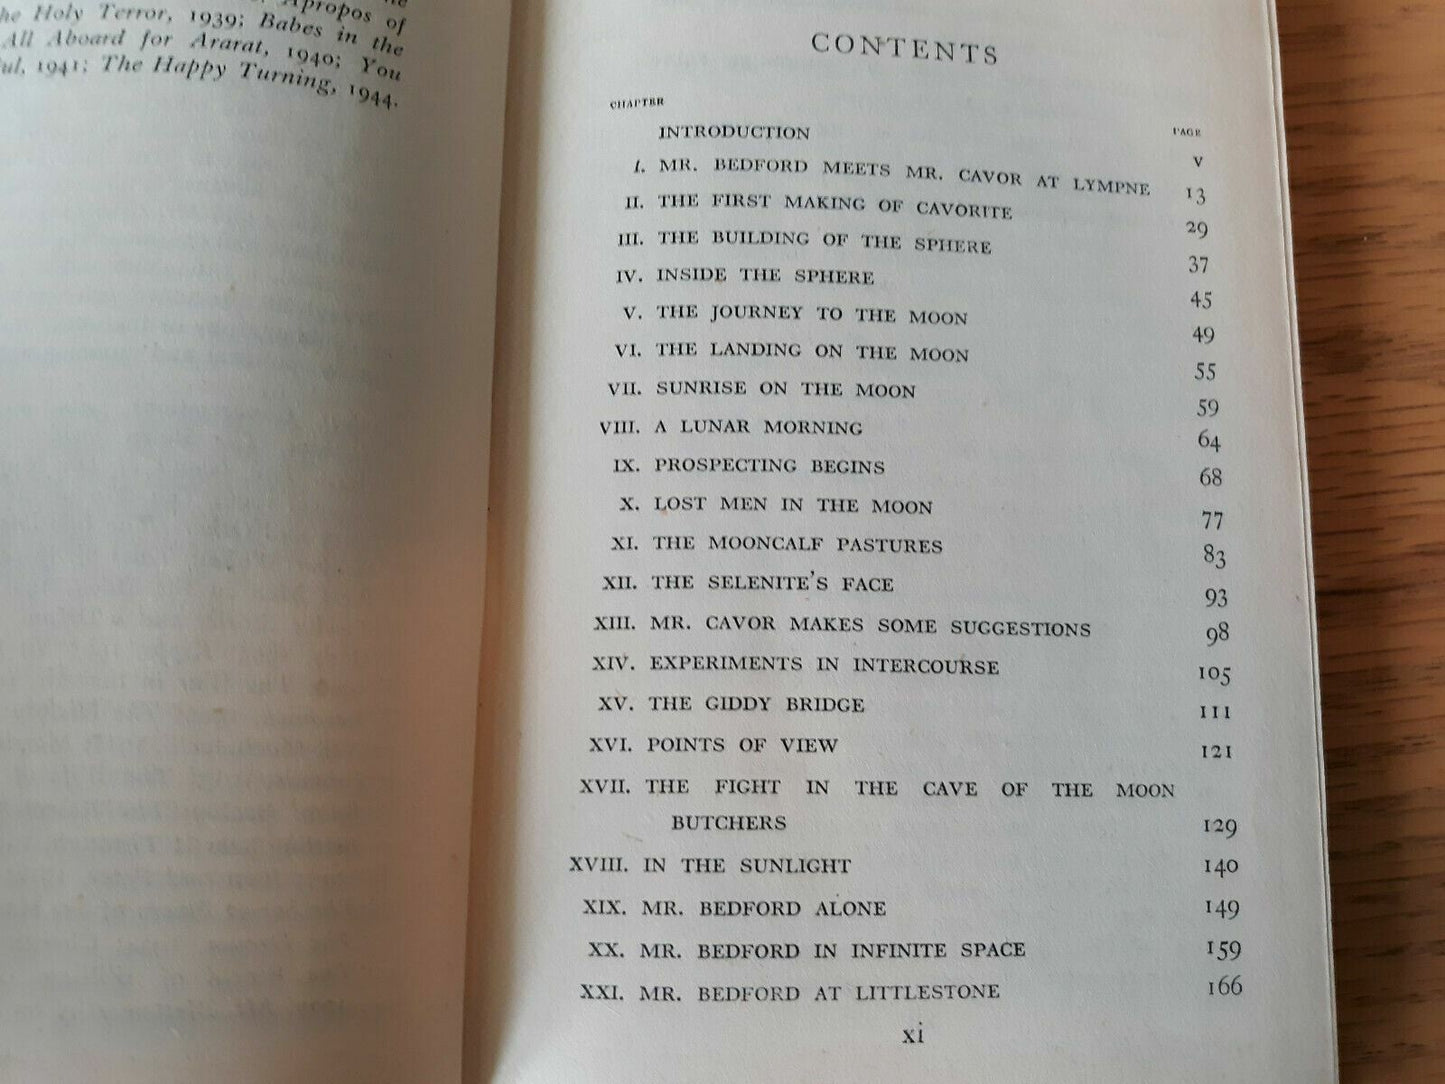 Apropos of
he Holy Terror, 1939; Babes in the
All Aboard for Ararat, 1940; You
ul, 1941; The Happy Turning, 1944.
CONTENTS
CHAPTER
PAGE
INTRODUCTION v
I. MR. BEDFORD MEETS MR. CAVOR AT LYMPNE 13
II. THE FIRST MAKING OF CAVORITE 29
III. THE BUILDING OF THE SPHERE 37
IV. INSIDE THE SPHERE 45
V. THE JOURNEY TO THE MOON 49
VI. THE LANDING ON THE MOON 55
VII. SUNRISE ON THE MOON 59
VIII. A LUNAR MORNING 64
IX. PROSPECTING BEGINS 68
X. LOST MEN IN THE MOON 77
XI. THE MOONCALF PASTURES 83
XII. THE SELENITE'S FACE 93
XIII. MR. CAVOR MAKES SOME SUGGESTIONS 98
XIV. EXPERIMENTS IN INTERCOURSE 105
XV. THE GIDDY BRIDGE 111
XVI. POINTS OF VIEW 121
XVII. THE FIGHT IN THE CAVE OF THE MOON
BUTCHERS 129
XVIII. IN THE SUNLIGHT 140
XIX. MR. BEDFORD ALONE 149
XX. MR. BEDFORD IN INFINITE SPACE 159
XXI. MR. BEDFORD AT LITTLESTONE 166
xi